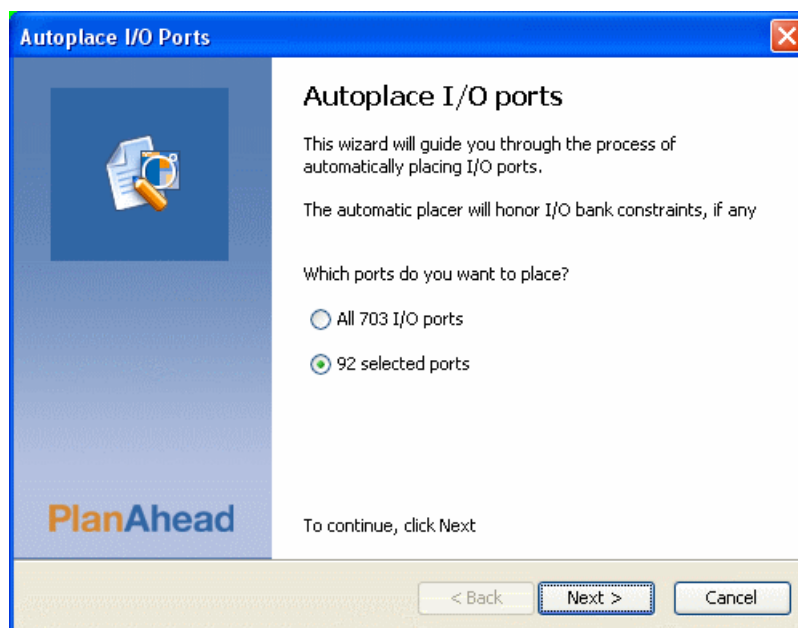 Autoplace I/O Ports
Autoplace I/O ports
This wizard will guide you through the process of
automatically placing I/O ports.
The automatic placer will honor I/O bank constraints, if any
Which ports do you want to place?
All 703 I/O ports
92 selected ports
PlanAhead
To continue, click Next
< Back
Next >
Cancel